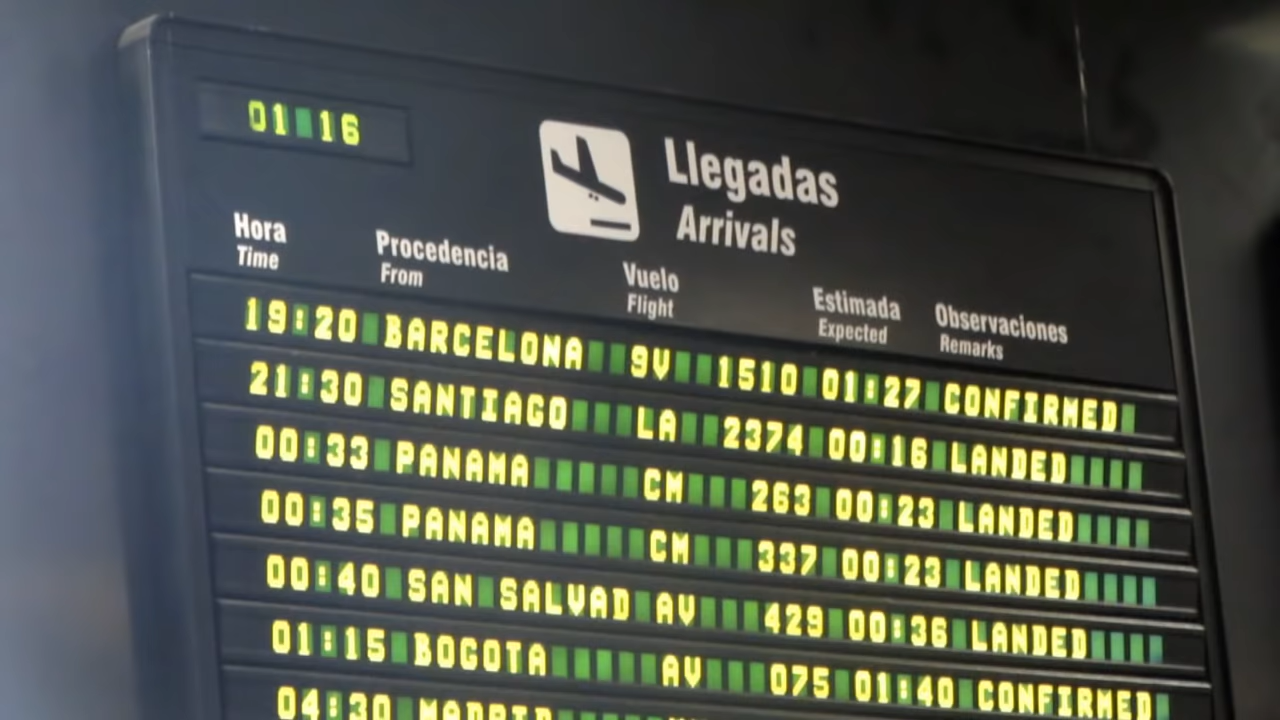 01 16
Llegadas
Arrivals
Hora Procedencia Vuelo Estimada Observaciones
Time From Flight Expected Remarks
19:20 BARCELONA 9V 1510 01:27 CONFIRMED
21:30 SANTIAGO LA 2374 00:16 LANDED
00:33 PANAMA CM 263 00:23 LANDED
00:35 PANAMA CM 337 00:23 LANDED
00:40 SAN SALVAD AV 429 00:36 LANDED
01:15 BOGOTA AV 075 01:40 CONFIRMED
04:30 MADRID